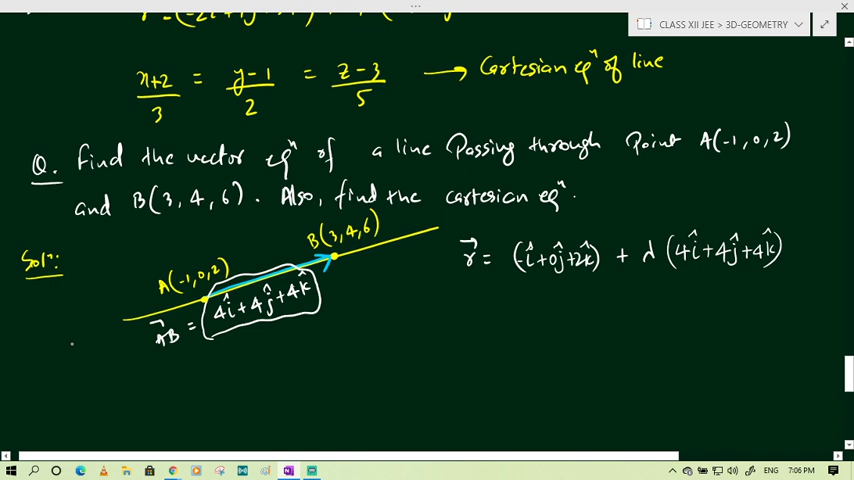 CLASS XII JEE > 3D-GEOMETRY
x+2/3 = y-1/2 = z-3/5 → Cartesian eqⁿ of line
Q. Find the vector eqⁿ of a line Passing through Point A(-1,0,2)
and B(3,4,6). Also, find the cartesian eqⁿ.
Solⁿ:
B(3,4,6)
A(-1,0,2)
r⃗ = (-î+0ĵ+2k̂) + λ (4î+4ĵ+4k̂)
A⃗B = 4î+4ĵ+4k̂
ENG 7:06 PM